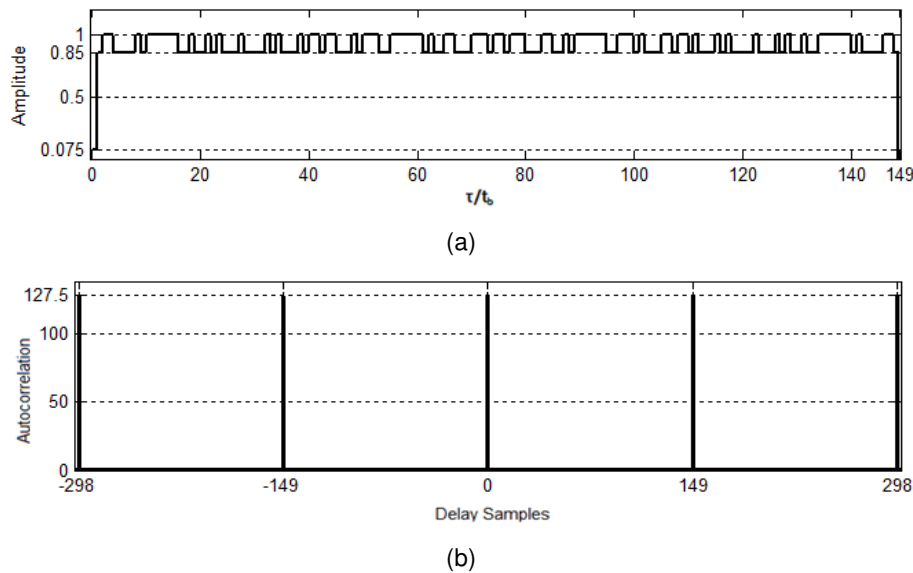 Amplitude
1
0.85
0.5
0.075
0 20 40 60 80 100 120 140 149
τ/t_b
(a)
Autocorrelation
127.5
100
50
0
-298 -149 0 149 298
Delay Samples
(b)